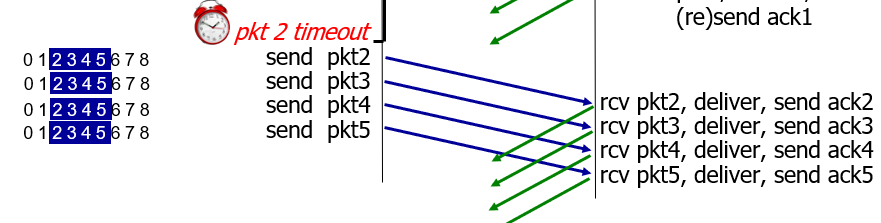 (re)send ack1
pkt 2 timeout
0 1 2 3 4 5 6 7 8 send pkt2
0 1 2 3 4 5 6 7 8 send pkt3
0 1 2 3 4 5 6 7 8 send pkt4
0 1 2 3 4 5 6 7 8 send pkt5
rcv pkt2, deliver, send ack2
rcv pkt3, deliver, send ack3
rcv pkt4, deliver, send ack4
rcv pkt5, deliver, send ack5